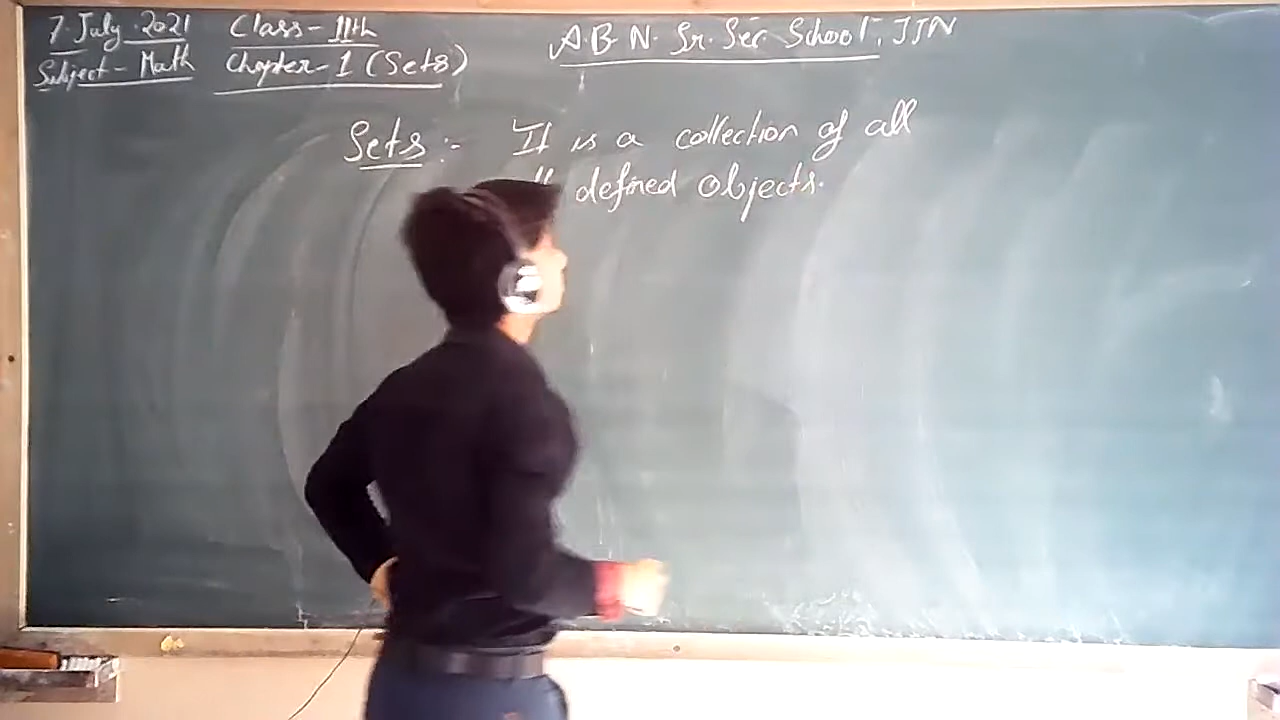 7 July 2021 Class-11th A.B.N. Sr. Sec School, JJN
Subject - Math Chapter-1 (Sets)
Sets :- It is a collection of all
defined objects.